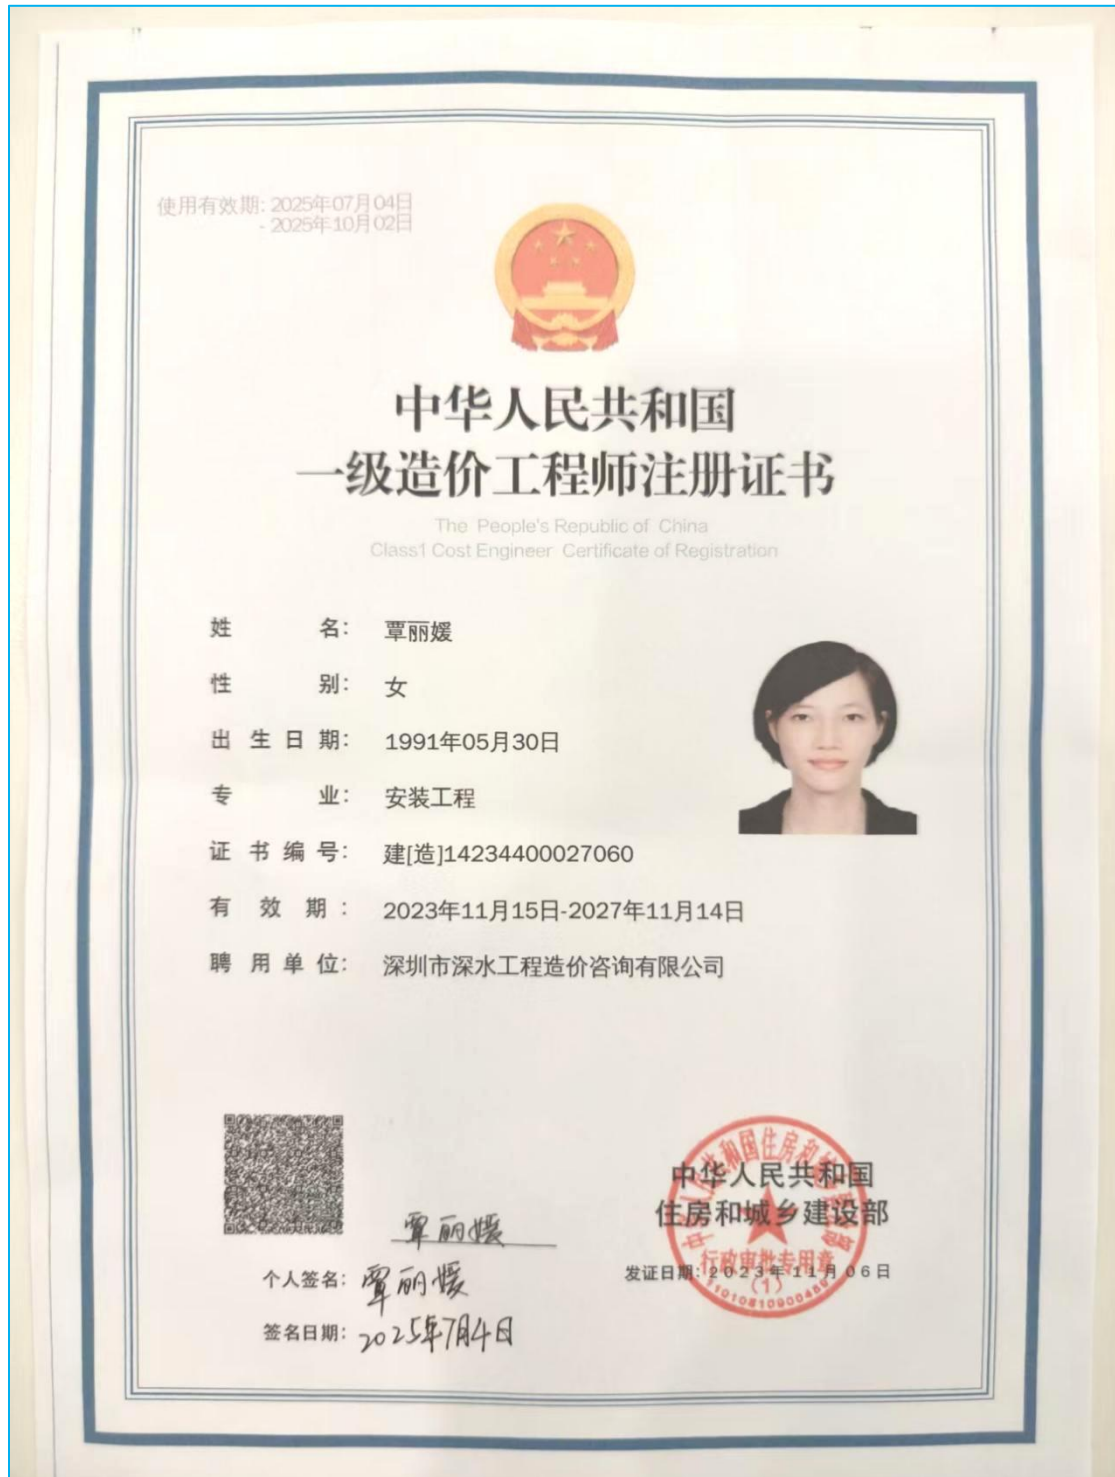 使用有效期: 2025年07月04日
- 2025年10月02日
中华人民共和国
一级造价工程师注册证书
The People's Republic of China
Class1 Cost Engineer Certificate of Registration
姓 名: 覃丽媛
性 别: 女
出生日期: 1991年05月30日
专 业: 安装工程
证书编号: 建[造]14234400027060
有效期: 2023年11月15日-2027年11月14日
聘用单位: 深圳市深水工程造价咨询有限公司
覃丽媛
个人签名: 覃丽媛
签名日期: 2025年7月4日
中华人民共和国
住房和城乡建设部
行政审批专用章
发证日期: 2023年11月06日
(1)